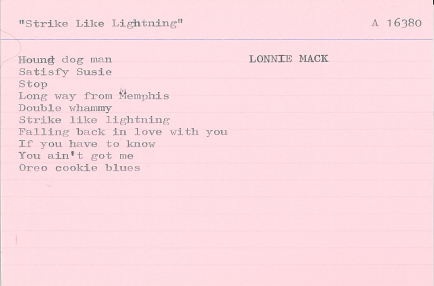 "Strike Like Lightning" A 16380
Hound dog man LONNIE MACK
Satisfy Susie
Stop
Long way from Memphis
Double whammy
Strike like lightning
Falling back in love with you
If you have to know
You ain't got me
Oreo cookie blues